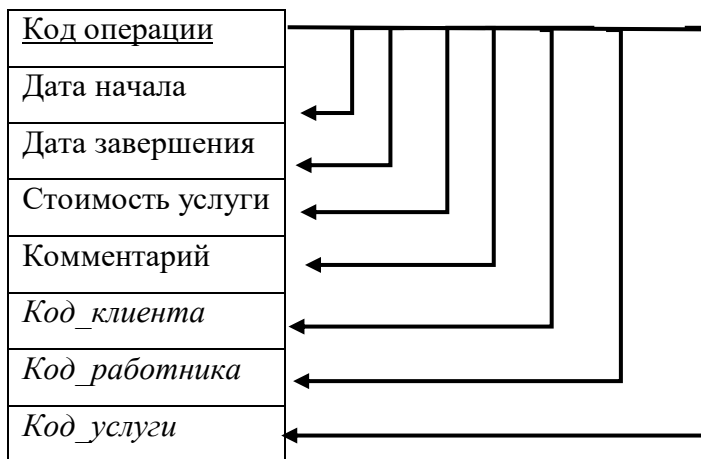 Код операции
Дата начала
Дата завершения
Стоимость услуги
Комментарий
Код_клиента
Код_работника
Код_услуги